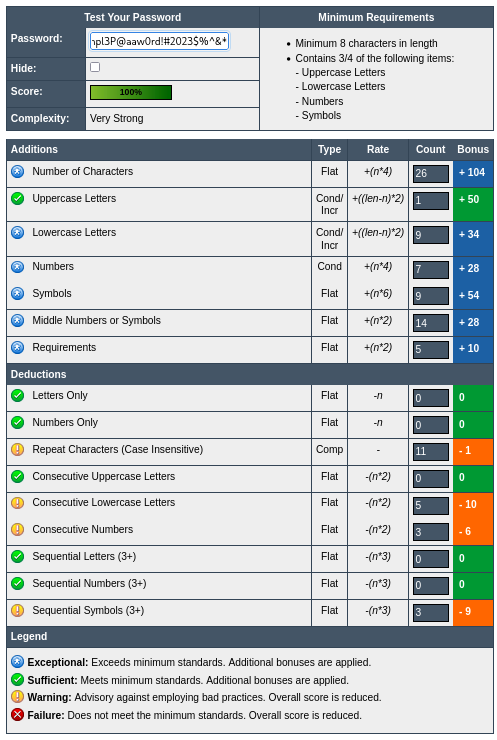 Test Your Password
Minimum Requirements
Password:
npl3P@aaw0rd!#2023$%^&*
Hide:
Score:
100%
Complexity:
Very Strong
• Minimum 8 characters in length
• Contains 3/4 of the following items:
- Uppercase Letters
- Lowercase Letters
- Numbers
- Symbols
Additions Type Rate Count Bonus
Number of Characters Flat +(n*4) 26 + 104
Uppercase Letters Cond/Incr +((len-n)*2) 1 + 50
Lowercase Letters Cond/Incr +((len-n)*2) 9 + 34
Numbers Cond +(n*4) 7 + 28
Symbols Flat +(n*6) 9 + 54
Middle Numbers or Symbols Flat +(n*2) 14 + 28
Requirements Flat +(n*2) 5 + 10
Deductions
Letters Only Flat -n 0 0
Numbers Only Flat -n 0 0
Repeat Characters (Case Insensitive) Comp - 11 - 1
Consecutive Uppercase Letters Flat -(n*2) 0 0
Consecutive Lowercase Letters Flat -(n*2) 5 - 10
Consecutive Numbers Flat -(n*2) 3 - 6
Sequential Letters (3+) Flat -(n*3) 0 0
Sequential Numbers (3+) Flat -(n*3) 0 0
Sequential Symbols (3+) Flat -(n*3) 3 - 9
Legend
Exceptional: Exceeds minimum standards. Additional bonuses are applied.
Sufficient: Meets minimum standards. Additional bonuses are applied.
Warning: Advisory against employing bad practices. Overall score is reduced.
Failure: Does not meet the minimum standards. Overall score is reduced.